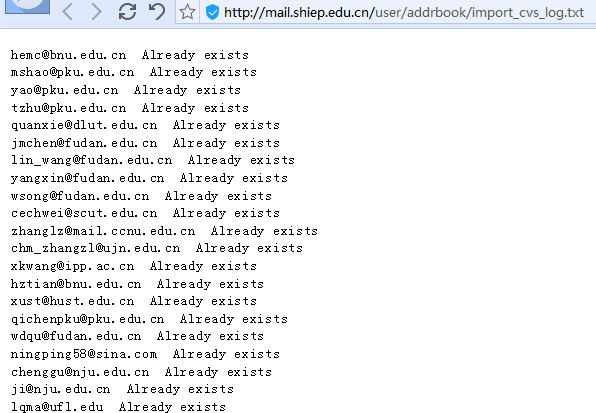 http://mail.shiep.edu.cn/user/addrbook/import_cvs_log.txt
hemc@bnu.edu.cn  Already exists
mshao@pku.edu.cn  Already exists
yao@pku.edu.cn  Already exists
tzhu@pku.edu.cn  Already exists
quanxie@dlut.edu.cn  Already exists
jmchen@fudan.edu.cn  Already exists
lin_wang@fudan.edu.cn  Already exists
yangxin@fudan.edu.cn  Already exists
wsong@fudan.edu.cn  Already exists
cechwei@scut.edu.cn  Already exists
zhanglz@mail.ccnu.edu.cn  Already exists
chm_zhangzl@ujn.edu.cn  Already exists
xkwang@ipp.ac.cn  Already exists
hztian@bnu.edu.cn  Already exists
xust@hust.edu.cn  Already exists
qichenpku@pku.edu.cn  Already exists
wdqu@fudan.edu.cn  Already exists
ningping58@sina.com  Already exists
chenggu@nju.edu.cn  Already exists
ji@nju.edu.cn  Already exists
lqma@ufl.edu  Already exists